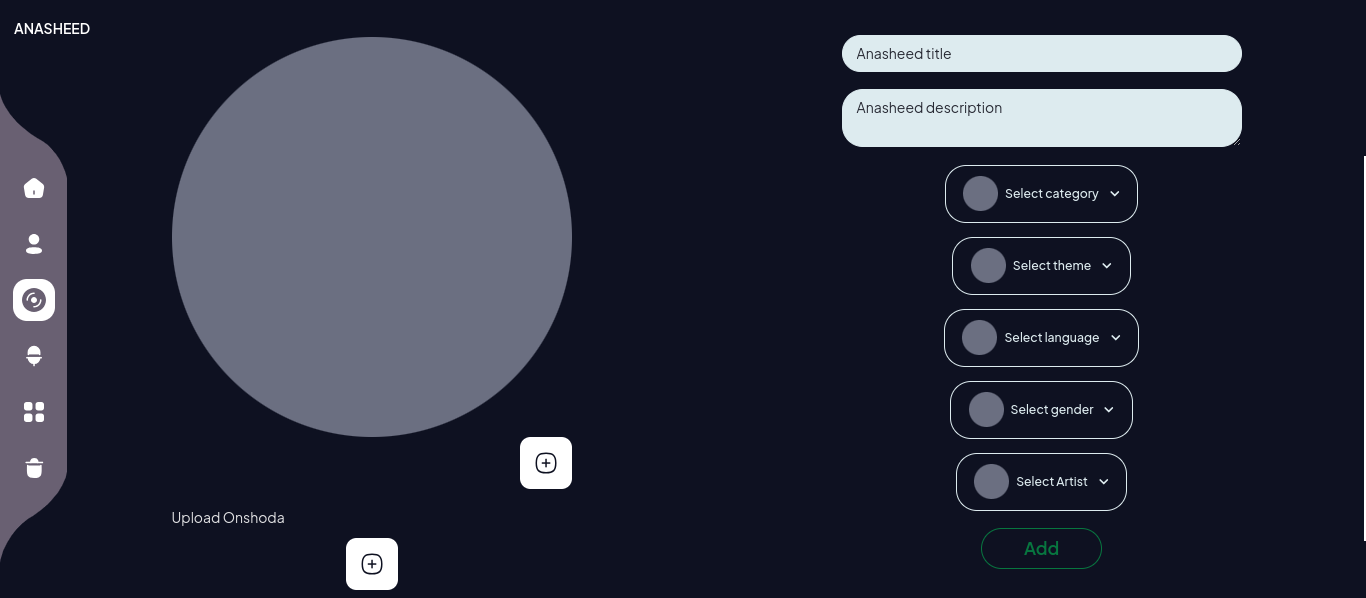 ANASHEED
Anasheed title
Anasheed description
Select category
Select theme
Select language
Select gender
Select Artist
Upload Onshoda
Add